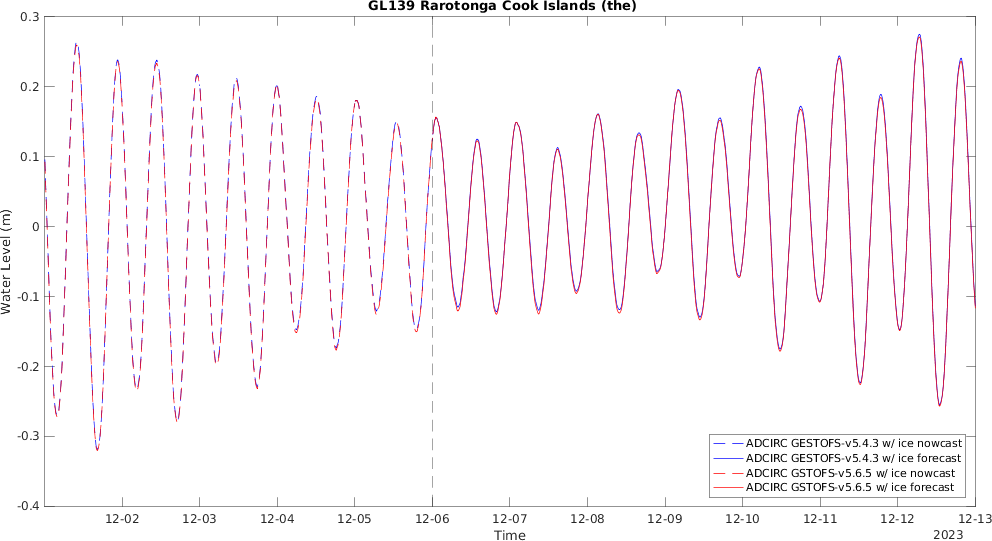 GL139 Rarotonga Cook Islands (the)
0.3
0.2
0.1
0
-0.1
-0.2
-0.3
-0.4
Water Level (m)
ADCIRC GESTOFS-v5.4.3 w/ ice nowcast
ADCIRC GESTOFS-v5.4.3 w/ ice forecast
ADCIRC GSTOFS-v5.6.5 w/ ice nowcast
ADCIRC GSTOFS-v5.6.5 w/ ice forecast
12-02 12-03 12-04 12-05 12-06 12-07 12-08 12-09 12-10 12-11 12-12 12-13
Time
2023